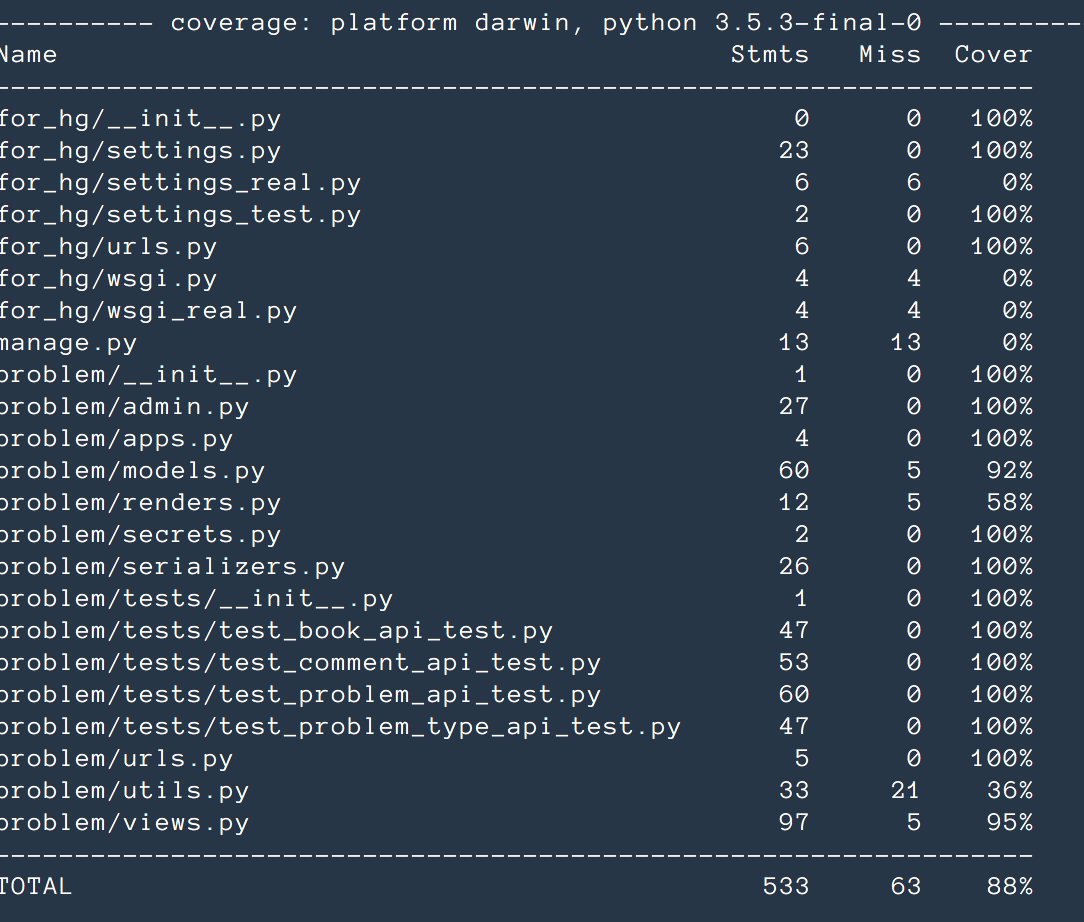 ---------- coverage: platform darwin, python 3.5.3-final-0 ---------
Name Stmts Miss Cover
-----------------------------------------------------------------
for_hg/__init__.py 0 0 100%
for_hg/settings.py 23 0 100%
for_hg/settings_real.py 6 6 0%
for_hg/settings_test.py 2 0 100%
for_hg/urls.py 6 0 100%
for_hg/wsgi.py 4 4 0%
for_hg/wsgi_real.py 4 4 0%
manage.py 13 13 0%
problem/__init__.py 1 0 100%
problem/admin.py 27 0 100%
problem/apps.py 4 0 100%
problem/models.py 60 5 92%
problem/renders.py 12 5 58%
problem/secrets.py 2 0 100%
problem/serializers.py 26 0 100%
problem/tests/__init__.py 1 0 100%
problem/tests/test_book_api_test.py 47 0 100%
problem/tests/test_comment_api_test.py 53 0 100%
problem/tests/test_problem_api_test.py 60 0 100%
problem/tests/test_problem_type_api_test.py 47 0 100%
problem/urls.py 5 0 100%
problem/utils.py 33 21 36%
problem/views.py 97 5 95%
-----------------------------------------------------------------
TOTAL 533 63 88%